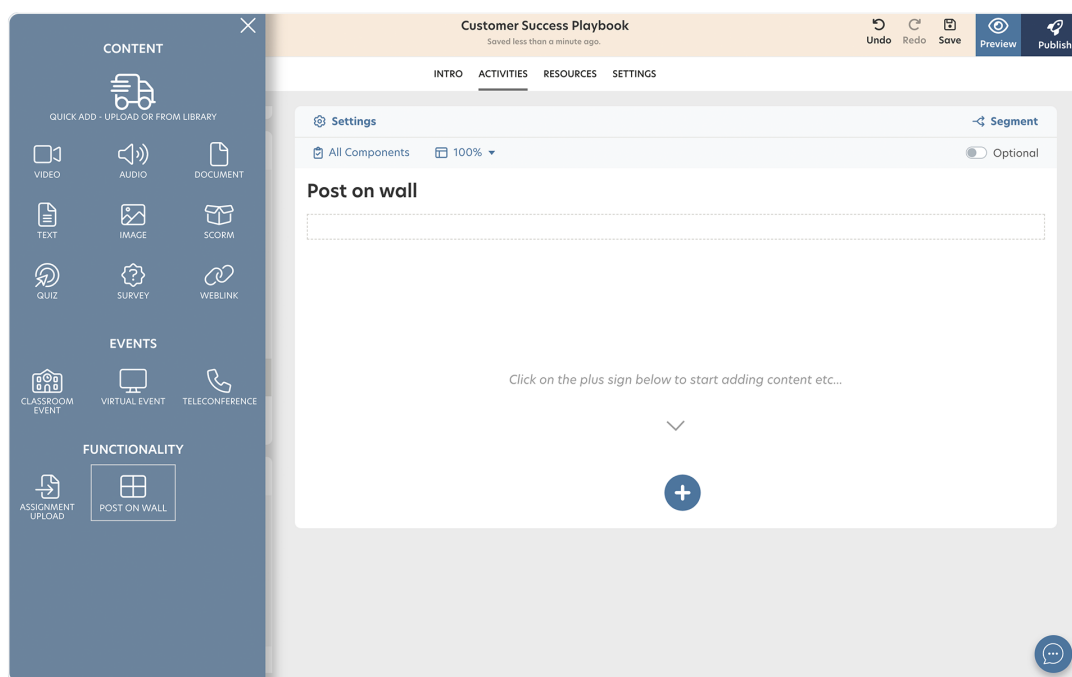 CONTENT
QUICK ADD - UPLOAD OR FROM LIBRARY
VIDEO
AUDIO
DOCUMENT
TEXT
IMAGE
SCORM
QUIZ
SURVEY
WEBLINK
EVENTS
CLASSROOM
EVENT
VIRTUAL EVENT
TELECONFERENCE
FUNCTIONALITY
ASSIGNMENT
UPLOAD
POST ON WALL
Customer Success Playbook
Saved less than a minute ago.
Undo
Redo
Save
Preview
Publish
INTRO
ACTIVITIES
RESOURCES
SETTINGS
Settings
Segment
All Components
100%
Optional
Post on wall
Click on the plus sign below to start adding content etc...